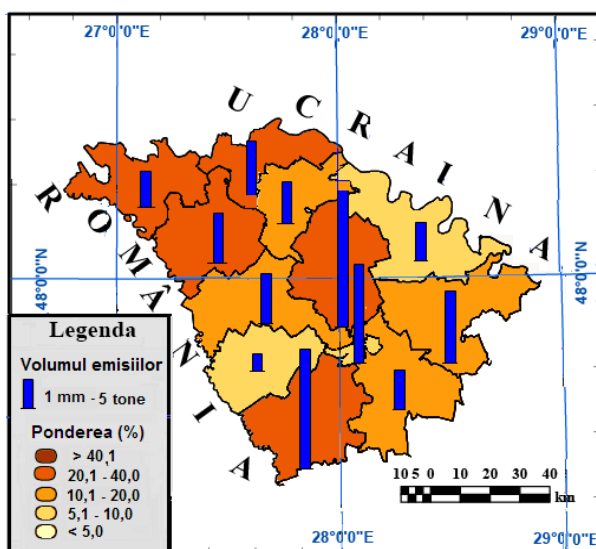 27°0'0"E 28°0'0"E 29°0'0"E
UCRAINA
ROMÂNIA
48°0'0"N 48°0'0"N
Legenda
Volumul emisiilor
1 mm - 5 tone
Ponderea (%)
> 40,1
20,1 - 40,0
10,1 - 20,0
5,1 - 10,0
< 5,0
10 5 0 10 20 30 40
km
28°0'0"E 29°0'0"E